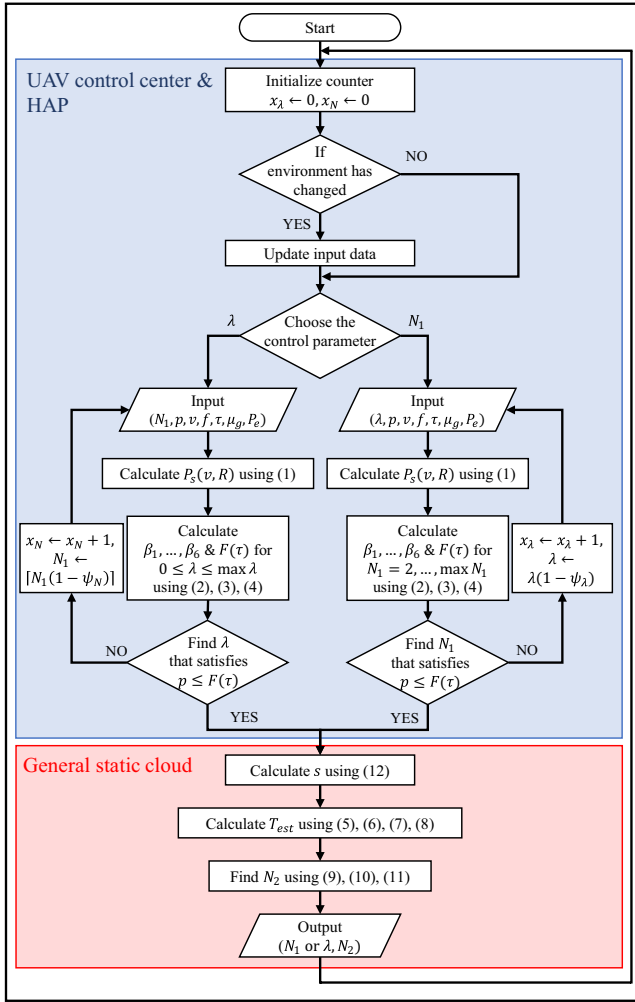 Start
UAV control center &
HAP
Initialize counter
x_λ ← 0, x_N ← 0
If
environment has
changed
NO
YES
Update input data
Choose the
control parameter
λ
N_1
Input
(N_1, p, v, f, τ, μ_g, P_e)
Input
(λ, p, v, f, τ, μ_g, P_e)
Calculate P_s(v, R) using (1)
Calculate P_s(v, R) using (1)
x_N ← x_N + 1,
N_1 ←
⌈N_1(1 − ψ_N)⌉
Calculate
β_1, … , β_6 & F(τ) for
0 ≤ λ ≤ max λ
using (2), (3), (4)
Calculate
β_1, … , β_6 & F(τ) for
N_1 = 2, … , max N_1
using (2), (3), (4)
x_λ ← x_λ + 1,
λ ←
λ(1 − ψ_λ)
NO
Find λ
that satisfies
p ≤ F(τ)
Find N_1
that satisfies
p ≤ F(τ)
NO
YES
YES
General static cloud
Calculate s using (12)
Calculate T_est using (5), (6), (7), (8)
Find N_2 using (9), (10), (11)
Output
(N_1 or λ, N_2)